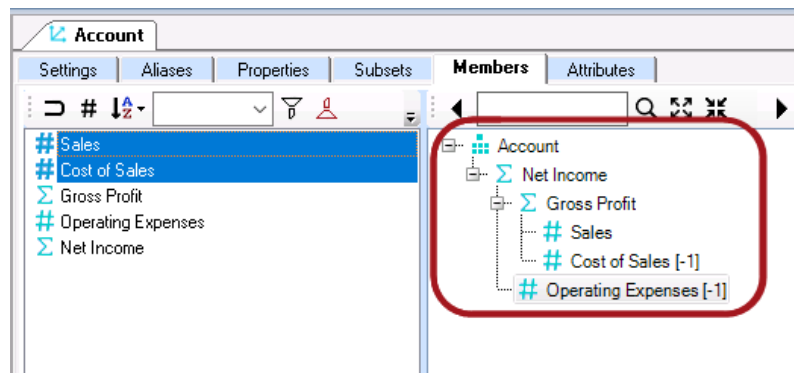 Account
Settings Aliases Properties Subsets Members Attributes
Sales
Cost of Sales
Gross Profit
Operating Expenses
Net Income
Account
Net Income
Gross Profit
Sales
Cost of Sales [-1]
Operating Expenses [-1]